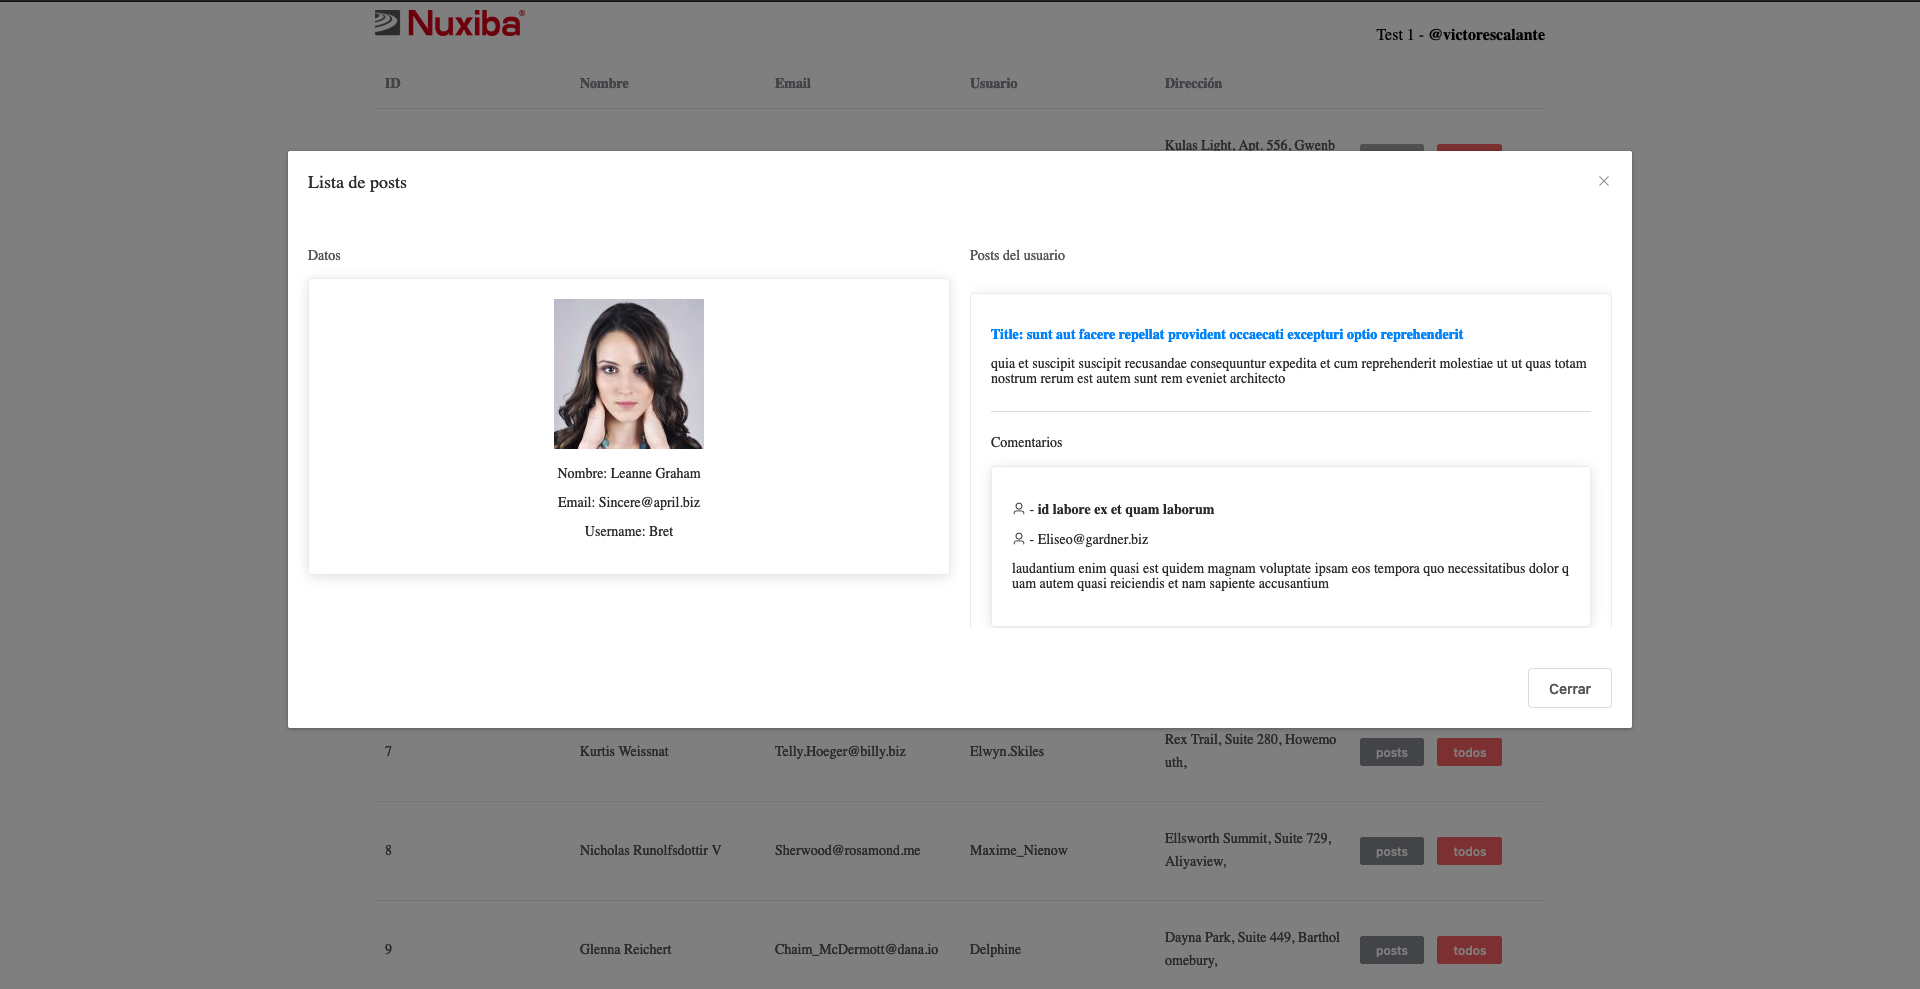 Nuxiba®
Test 1 - @victorescalante
ID Nombre Email Usuario Dirección
Kulas Light, Apt. 556, Gwenb
Lista de posts
Datos
Nombre: Leanne Graham
Email: Sincere@april.biz
Username: Bret
Posts del usuario
Title: sunt aut facere repellat provident occaecati excepturi optio reprehenderit
quia et suscipit suscipit recusandae consequuntur expedita et cum reprehenderit molestiae ut ut quas totam
nostrum rerum est autem sunt rem eveniet architecto
Comentarios
- id labore ex et quam laborum
- Eliseo@gardner.biz
laudantium enim quasi est quidem magnam voluptate ipsam eos tempora quo necessitatibus dolor q
uam autem quasi reiciendis et nam sapiente accusantium
Cerrar
7 Kurtis Weissnat Telly.Hoeger@billy.biz Elwyn.Skiles Rex Trail, Suite 280, Howemo
uth,
posts todos
8 Nicholas Runolfsdottir V Sherwood@rosamond.me Maxime_Nienow Ellsworth Summit, Suite 729,
Aliyaview,
posts todos
9 Glenna Reichert Chaim_McDermott@dana.io Delphine Dayna Park, Suite 449, Barthol
omebury,
posts todos